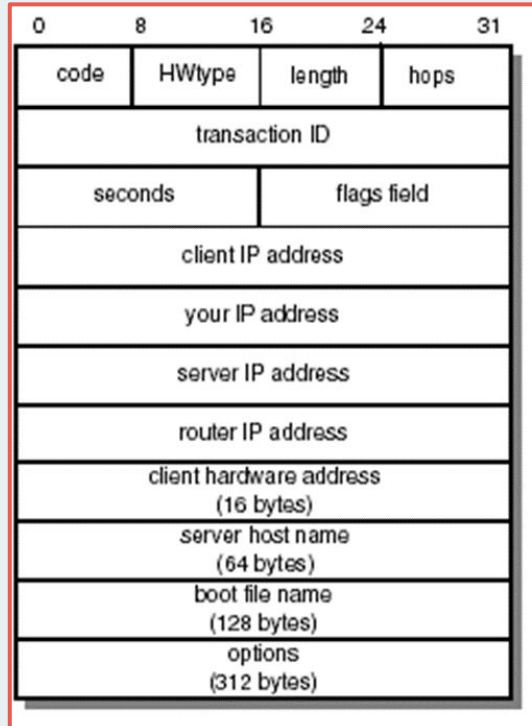 0 8 16 24 31
code HWtype length hops
transaction ID
seconds flags field
client IP address
your IP address
server IP address
router IP address
client hardware address
(16 bytes)
server host name
(64 bytes)
boot file name
(128 bytes)
options
(312 bytes)